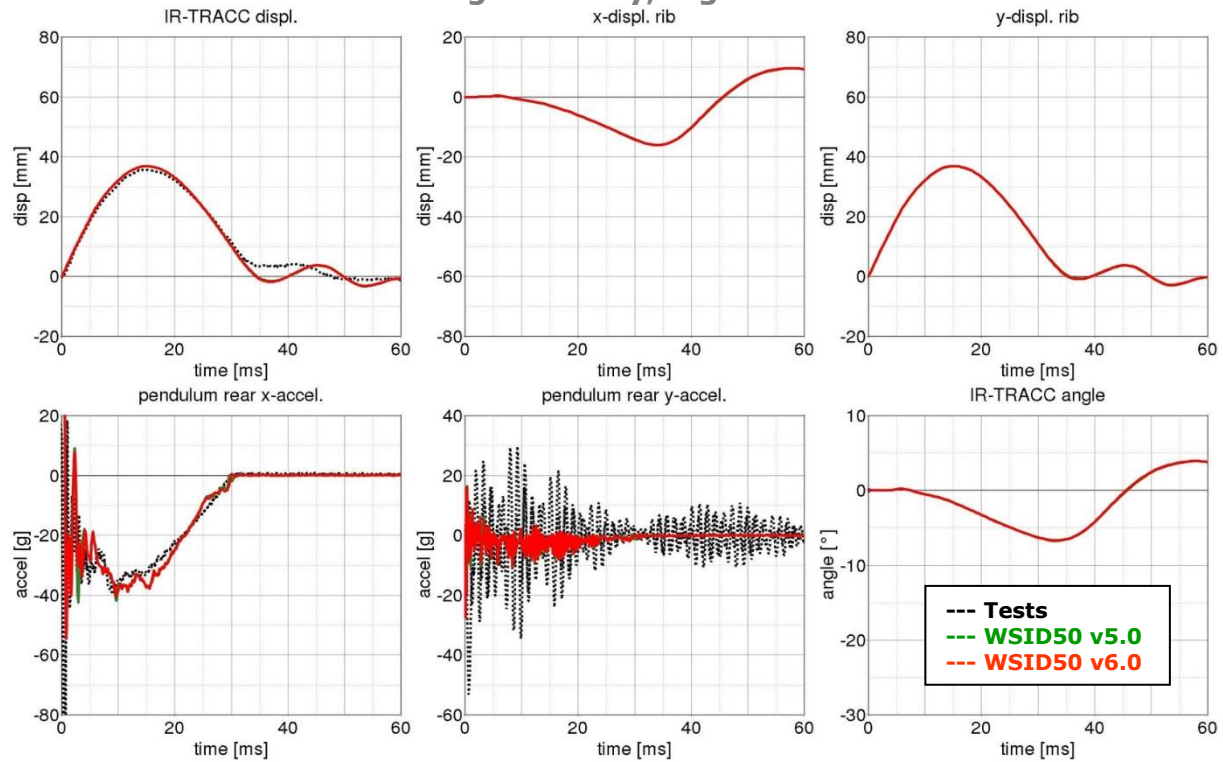 IR-TRACC displ.
80
60
40
20
0
-20
disp [mm]
0 20 40 60
time [ms]
x-displ. rib
20
0
-20
-40
-60
-80
disp [mm]
0 20 40 60
time [ms]
y-displ. rib
80
60
40
20
0
-20
disp [mm]
0 20 40 60
time [ms]
pendulum rear x-accel.
20
0
-20
-40
-60
-80
accel [g]
0 20 40 60
time [ms]
pendulum rear y-accel.
40
20
0
-20
-40
-60
accel [g]
0 20 40 60
time [ms]
IR-TRACC angle
10
0
-10
-20
-30
angle [°]
0 20 40 60
time [ms]
--- Tests
--- WSID50 v5.0
--- WSID50 v6.0